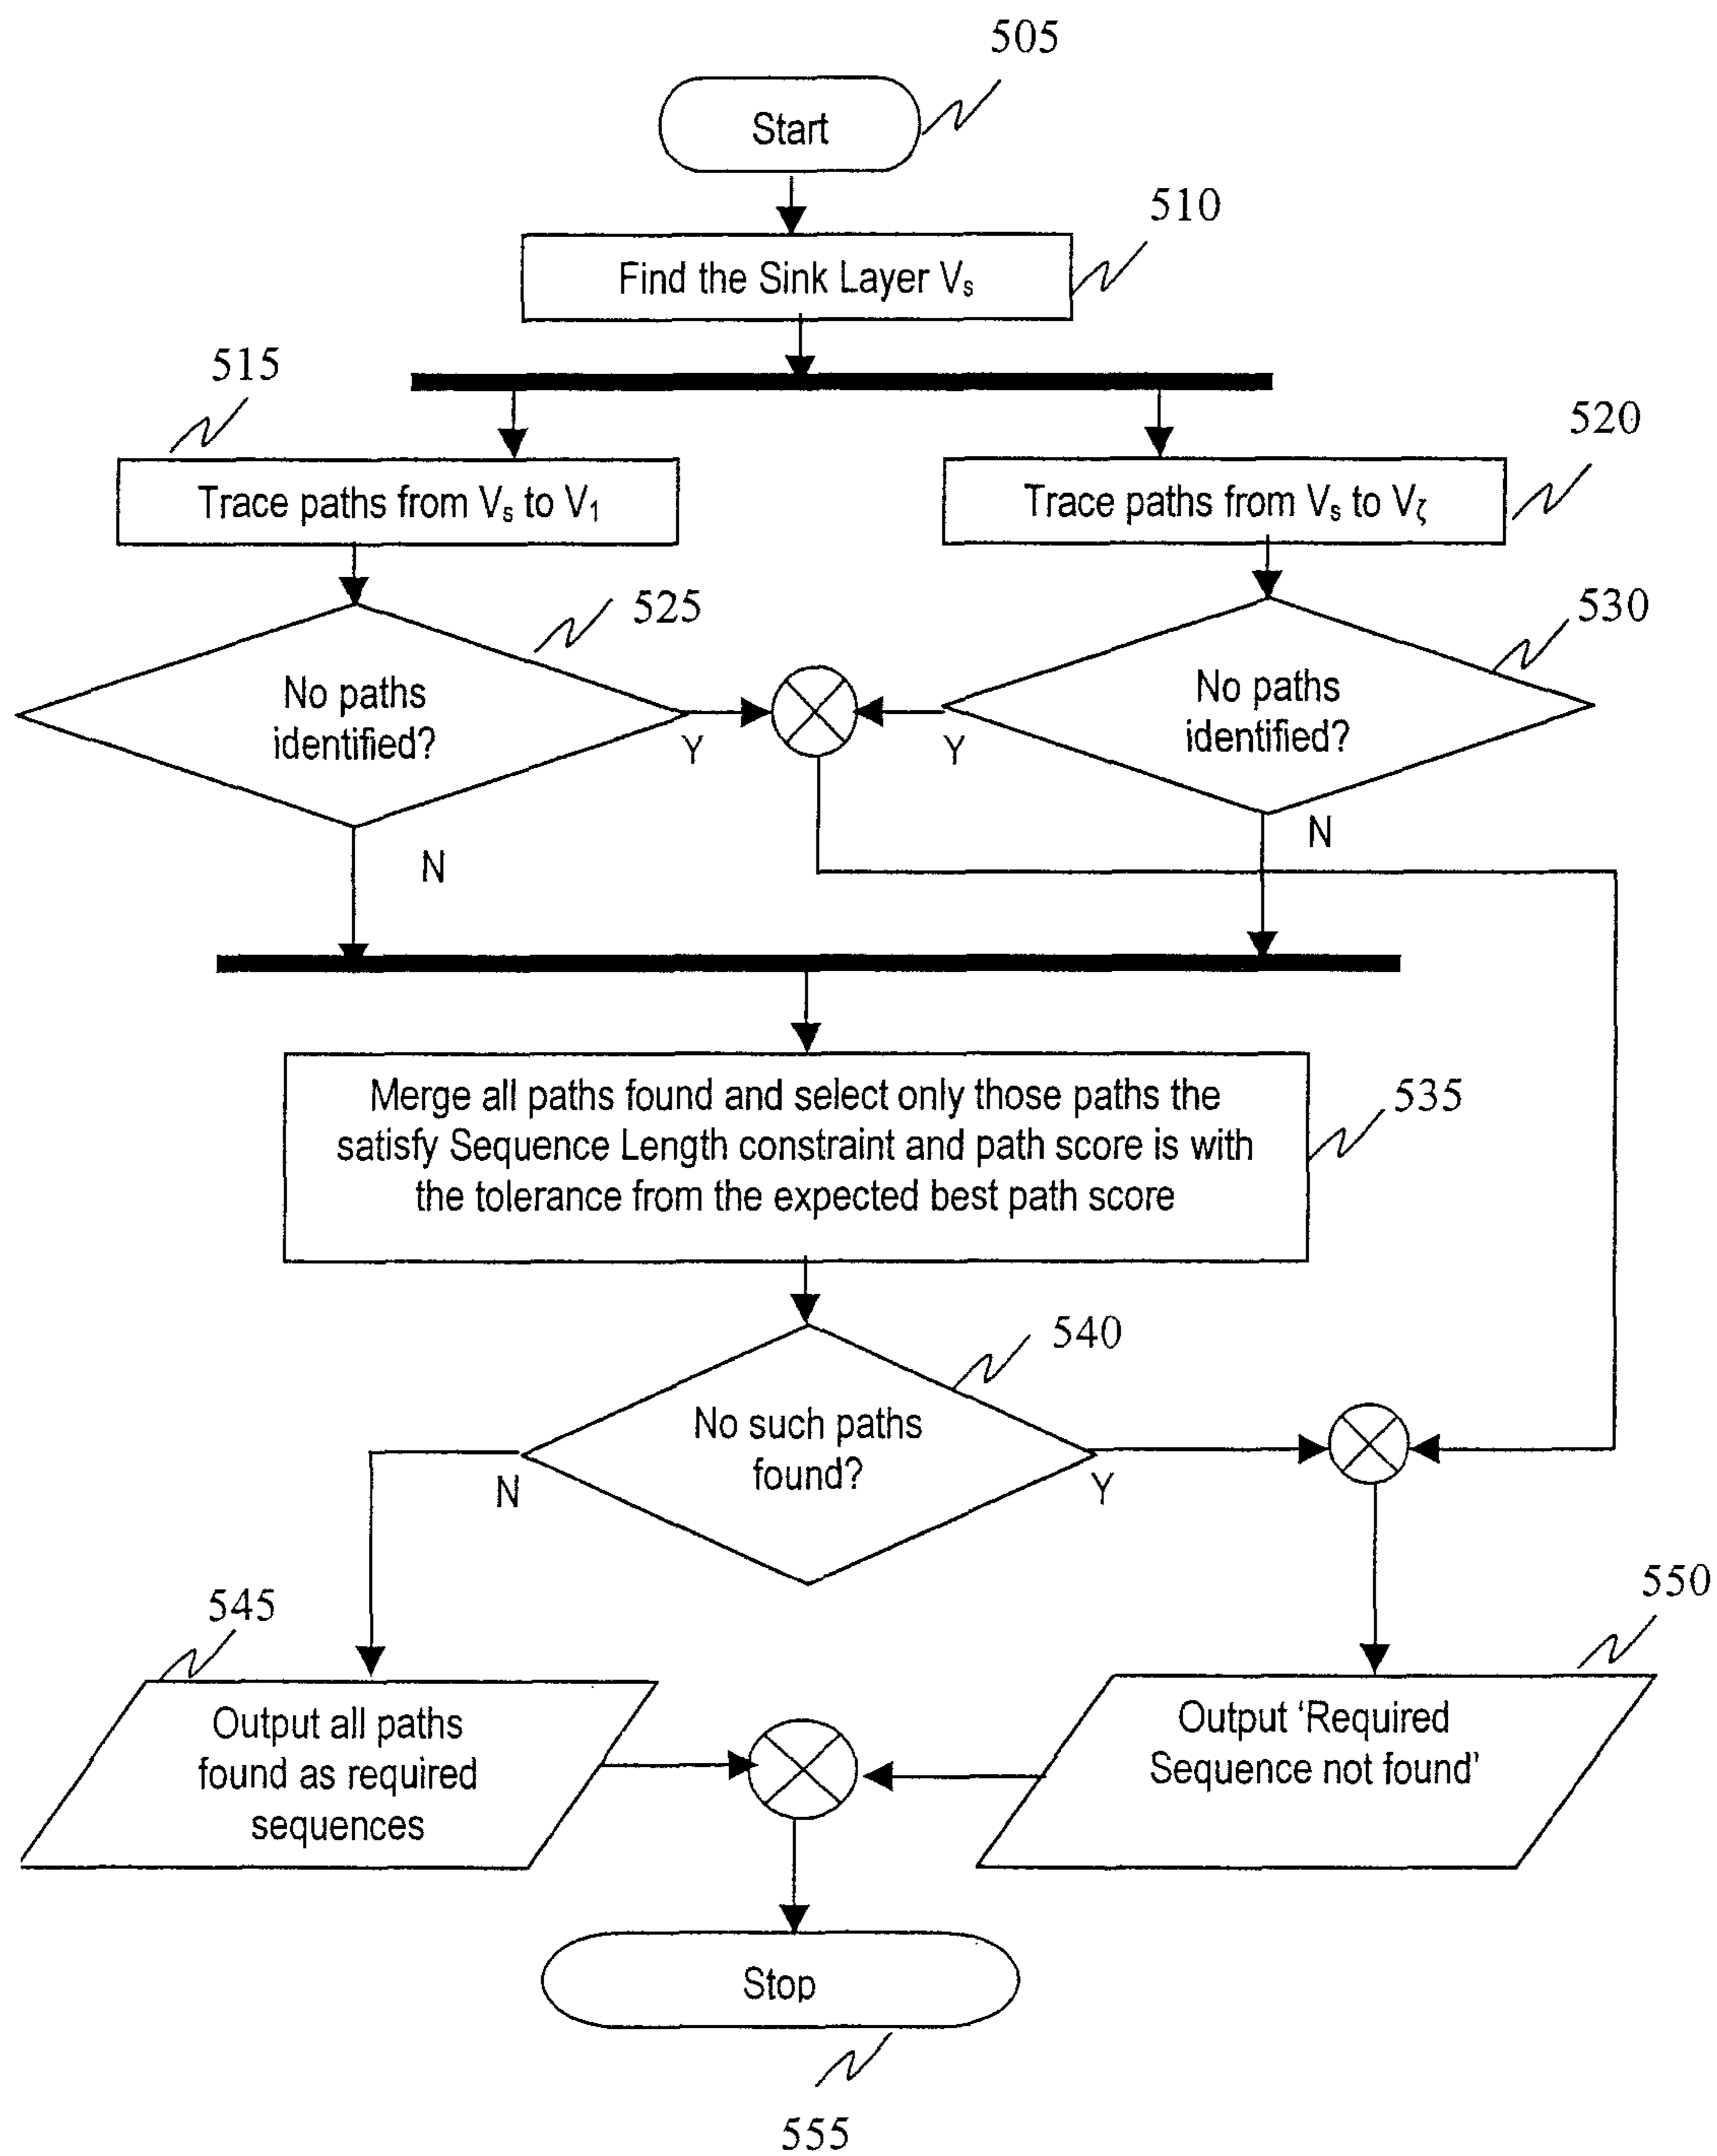 505
Start
510
Find the Sink Layer Vs
515
520
Trace paths from Vs to V1
Trace paths from Vs to Vζ
525
530
No paths
identified?
No paths
identified?
Y
Y
N
N
Merge all paths found and select only those paths the
satisfy Sequence Length constraint and path score is with
the tolerance from the expected best path score
535
540
No such paths
found?
N
Y
545
550
Output all paths
found as required
sequences
Output ‘Required
Sequence not found’
Stop
555